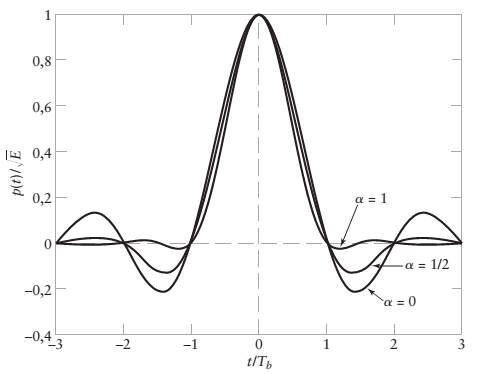 1
0,8
0,6
0,4
0,2
0
−0,2
−0,4
p(t)/√E
α = 1
α = 1/2
α = 0
−3 −2 −1 0 1 2 3
t/T_b